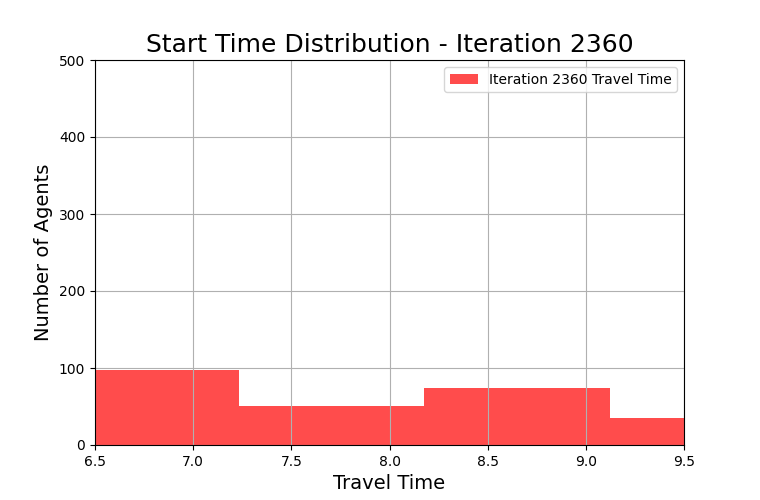 Start Time Distribution - Iteration 2360
Iteration 2360 Travel Time
Number of Agents
500
400
300
200
100
0
6.5 7.0 7.5 8.0 8.5 9.0 9.5
Travel Time